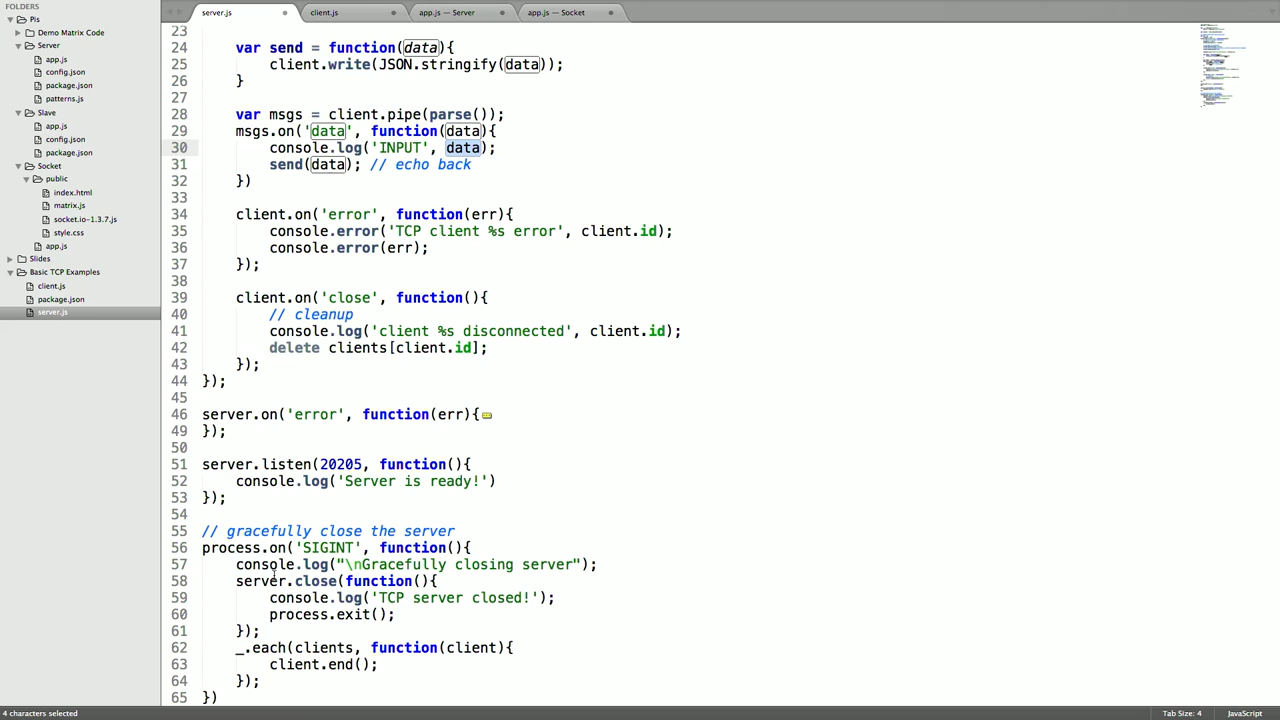 FOLDERS
Pis
Demo Matrix Code
Server
app.js
config.json
package.json
patterns.js
Slave
app.js
config.json
package.json
Socket
public
index.html
matrix.js
socket.io-1.3.7.js
style.css
app.js
Slides
Basic TCP Examples
client.js
package.json
server.js
server.js
client.js
app.js — Server
app.js — Socket
23
24 var send = function(data){
25 client.write(JSON.stringify(data));
26 }
27
28 var msgs = client.pipe(parse());
29 msgs.on('data', function(data){
30 console.log('INPUT', data);
31 send(data); // echo back
32 })
33
34 client.on('error', function(err){
35 console.error('TCP client %s error', client.id);
36 console.error(err);
37 });
38
39 client.on('close', function(){
40 // cleanup
41 console.log('client %s disconnected', client.id);
42 delete clients[client.id];
43 });
44 });
45
46 server.on('error', function(err){
49 });
50
51 server.listen(20205, function(){
52 console.log('Server is ready!')
53 });
54
55 // gracefully close the server
56 process.on('SIGINT', function(){
57 console.log("\nGracefully closing server");
58 server.close(function(){
59 console.log('TCP server closed!');
60 process.exit();
61 });
62 _.each(clients, function(client){
63 client.end();
64 });
65 })
4 characters selected
Tab Size: 4
JavaScript